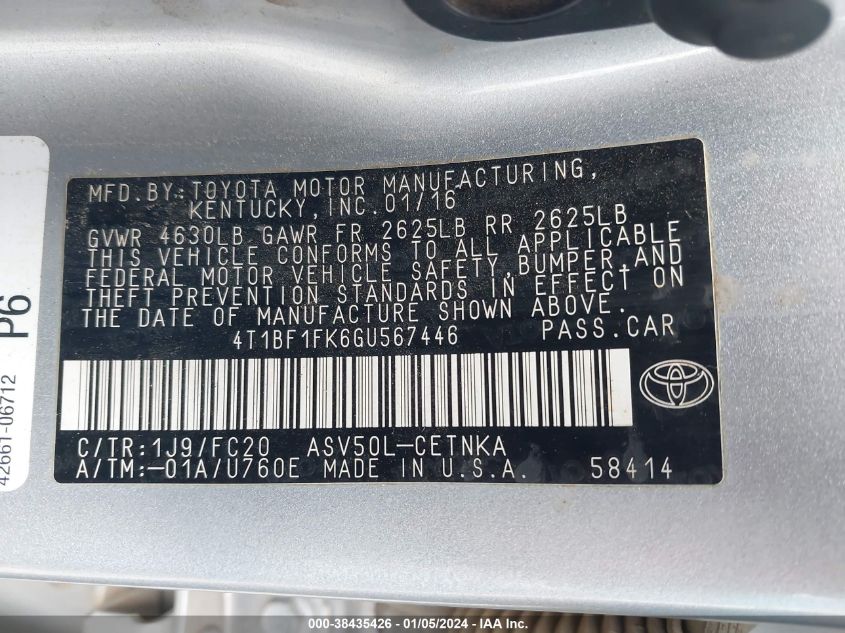 MFD.BY: TOYOTA MOTOR MANUFACTURING,
KENTUCKY, INC. 01/16
GVWR 4630LB GAWR FR 2625LB RR 2625LB
THIS VEHICLE CONFORMS TO ALL APPLICABLE
FEDERAL MOTOR VEHICLE SAFETY, BUMPER, AND
THEFT PREVENTION STANDARDS IN EFFECT ON
THE DATE OF MANUFACTURE SHOWN ABOVE.
4T1BF1FK6GU567446 PASS.CAR
C/TR:1J9/FC20 ASV50L-CETNKA
A/TM:-01A/U760E MADE IN U.S.A. 58414
P6
42661-06712
000-38435426 - 01/05/2024 - IAA Inc.